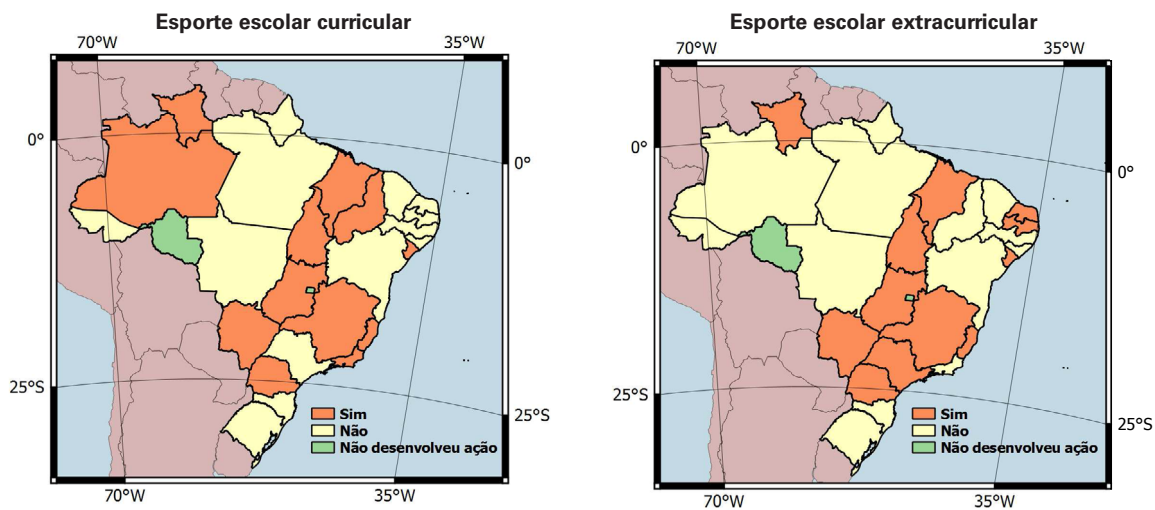 Esporte escolar curricular
70°W
35°W
0°
0°
25°S
25°S
Sim
Não
Não desenvolveu ação
70°W
35°W
Esporte escolar extracurricular
70°W
35°W
0°
0°
25°S
25°S
Sim
Não
Não desenvolveu ação
70°W
35°W